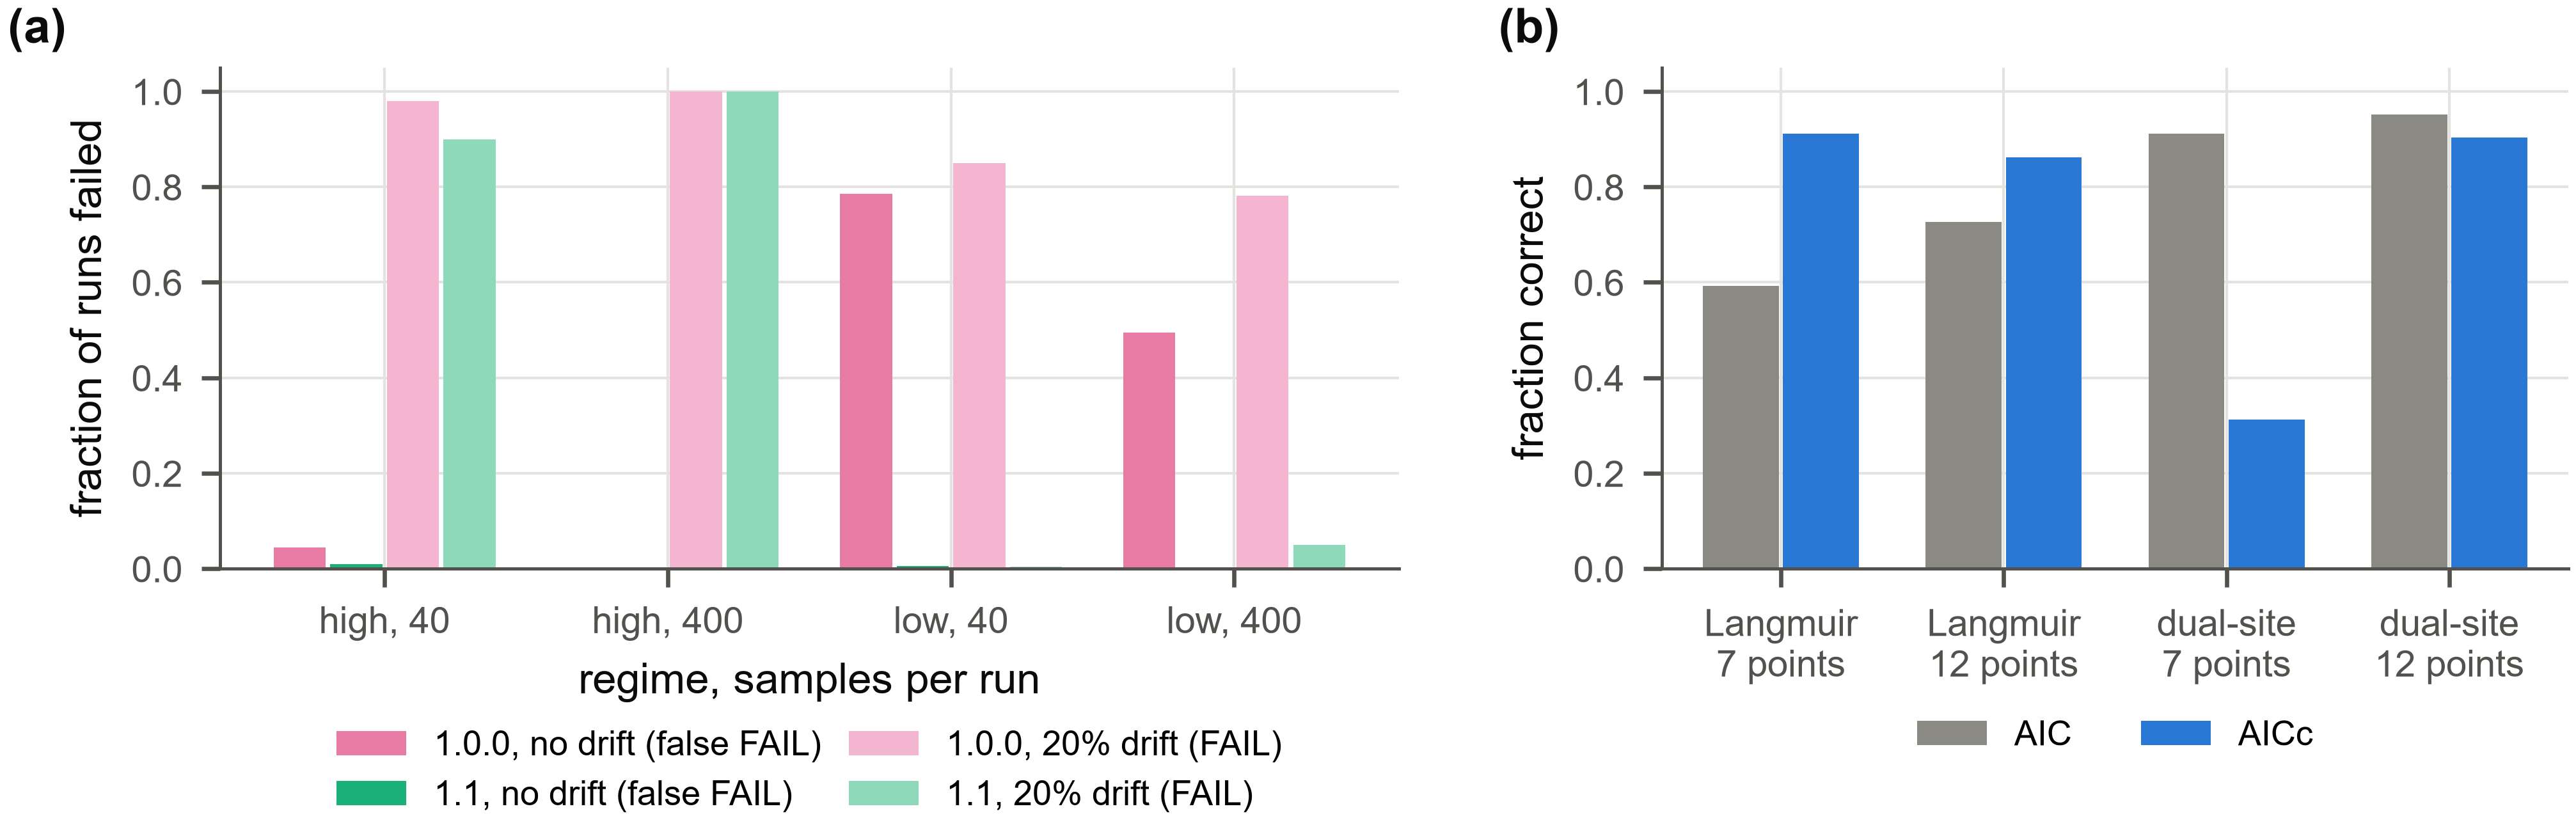 (a)
fraction of runs failed
1.0
0.8
0.6
0.4
0.2
0.0
high, 40
high, 400
low, 40
low, 400
regime, samples per run
1.0.0, no drift (false FAIL)
1.0.0, 20% drift (FAIL)
1.1, no drift (false FAIL)
1.1, 20% drift (FAIL)
(b)
fraction correct
1.0
0.8
0.6
0.4
0.2
0.0
Langmuir
7 points
Langmuir
12 points
dual-site
7 points
dual-site
12 points
AIC
AICc